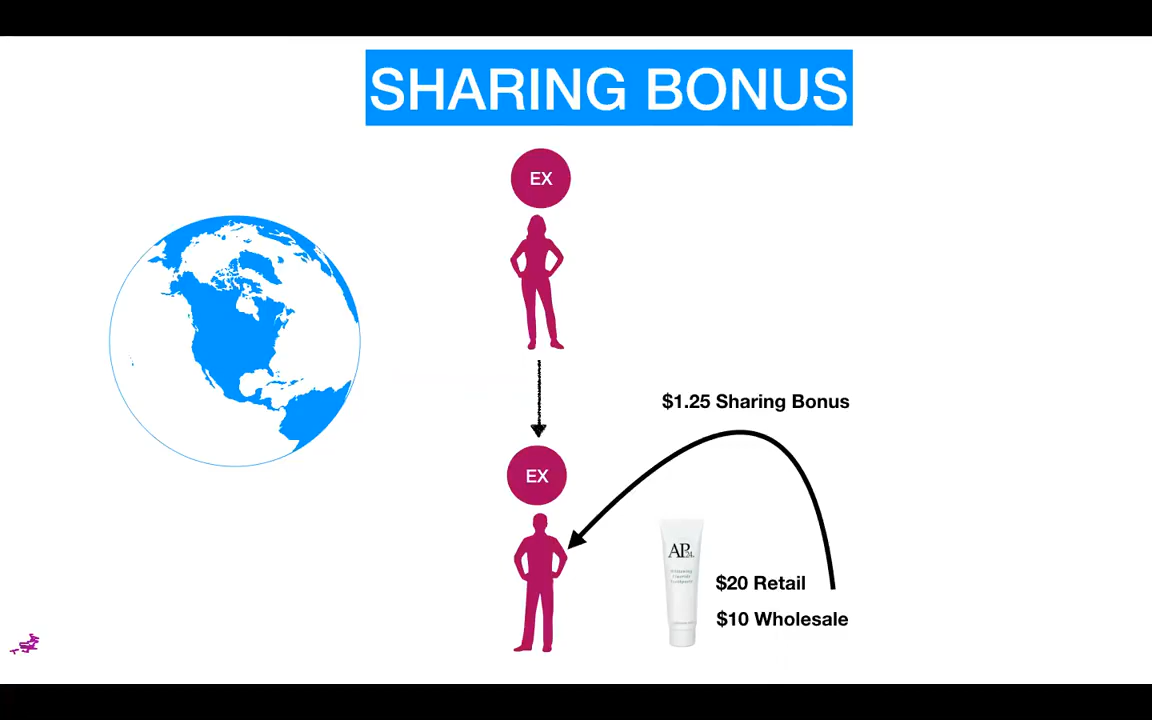 SHARING BONUS
EX
$1.25 Sharing Bonus
EX
AP24
$20 Retail
$10 Wholesale